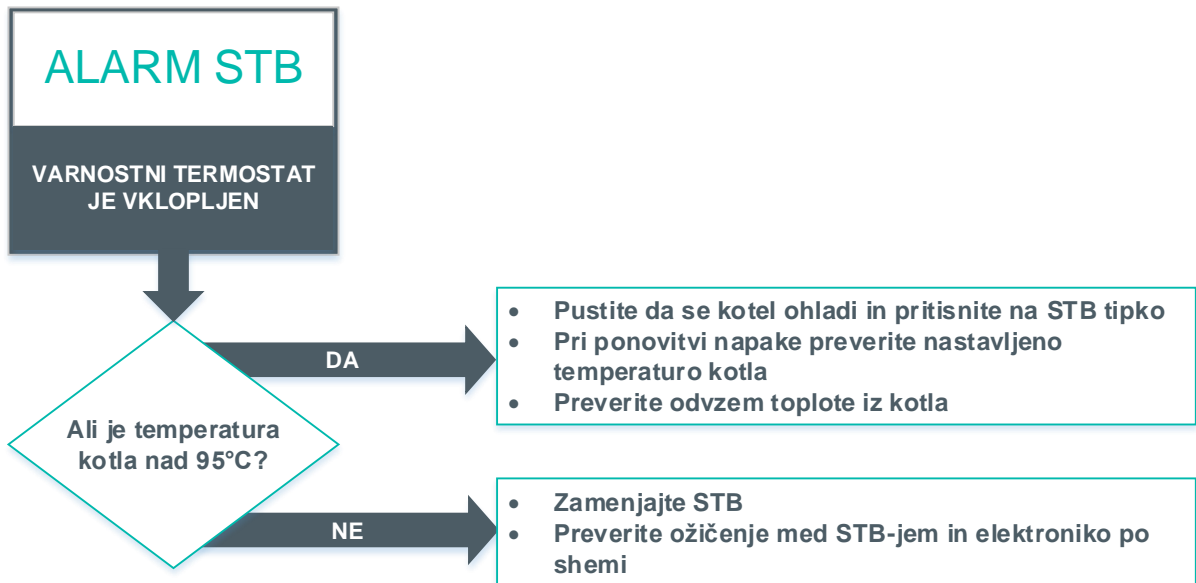 ALARM STB
VARNOSTNI TERMOSTAT
JE VKLOPLJEN
Ali je temperatura
kotla nad 95°C?
DA
• Pustite da se kotel ohladi in pritisnite na STB tipko
• Pri ponovitvi napake preverite nastavljeno
temperaturo kotla
• Preverite odvzem toplote iz kotla
NE
• Zamenjajte STB
• Preverite ožičenje med STB-jem in elektroniko po
shemi